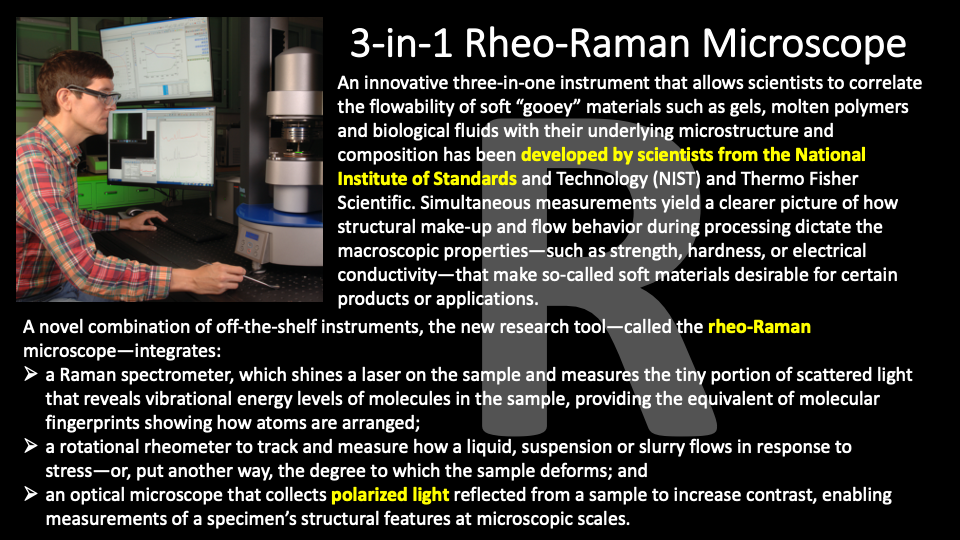 3-in-1 Rheo-Raman Microscope
An innovative three-in-one instrument that allows scientists to correlate
the flowability of soft “gooey” materials such as gels, molten polymers
and biological fluids with their underlying microstructure and
composition has been developed by scientists from the National
Institute of Standards and Technology (NIST) and Thermo Fisher
Scientific. Simultaneous measurements yield a clearer picture of how
structural make-up and flow behavior during processing dictate the
macroscopic properties—such as strength, hardness, or electrical
conductivity—that make so-called soft materials desirable for certain
products or applications.
R
A novel combination of off-the-shelf instruments, the new research tool—called the rheo-Raman
microscope—integrates:
➢ a Raman spectrometer, which shines a laser on the sample and measures the tiny portion of scattered light
that reveals vibrational energy levels of molecules in the sample, providing the equivalent of molecular
fingerprints showing how atoms are arranged;
➢ a rotational rheometer to track and measure how a liquid, suspension or slurry flows in response to
stress—or, put another way, the degree to which the sample deforms; and
➢ an optical microscope that collects polarized light reflected from a sample to increase contrast, enabling
measurements of a specimen’s structural features at microscopic scales.